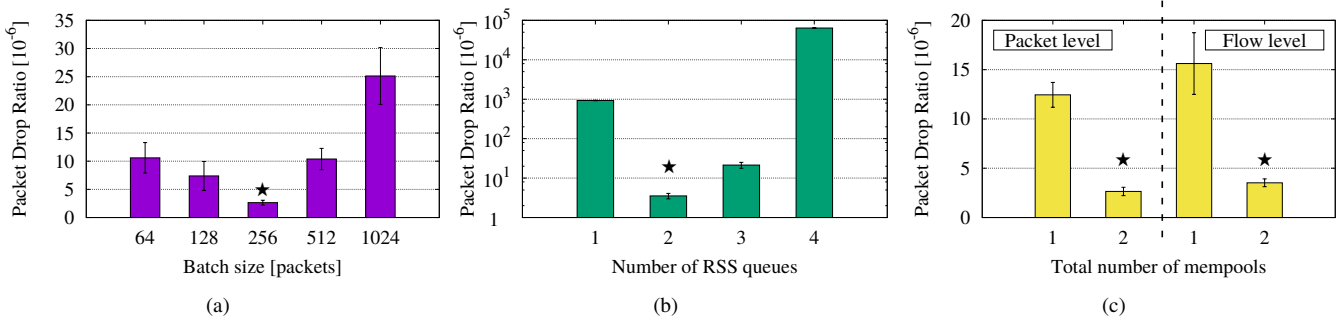 Packet Drop Ratio [10^-6]
35
30
25
20
15
10
5
0
64 128 256 512 1024
Batch size [packets]
(a)
Packet Drop Ratio [10^-6]
10^5
10^4
10^3
10^2
10^1
1
1 2 3 4
Number of RSS queues
(b)
Packet Drop Ratio [10^-6]
20
15
10
5
0
Packet level Flow level
1 2 1 2
Total number of mempools
(c)